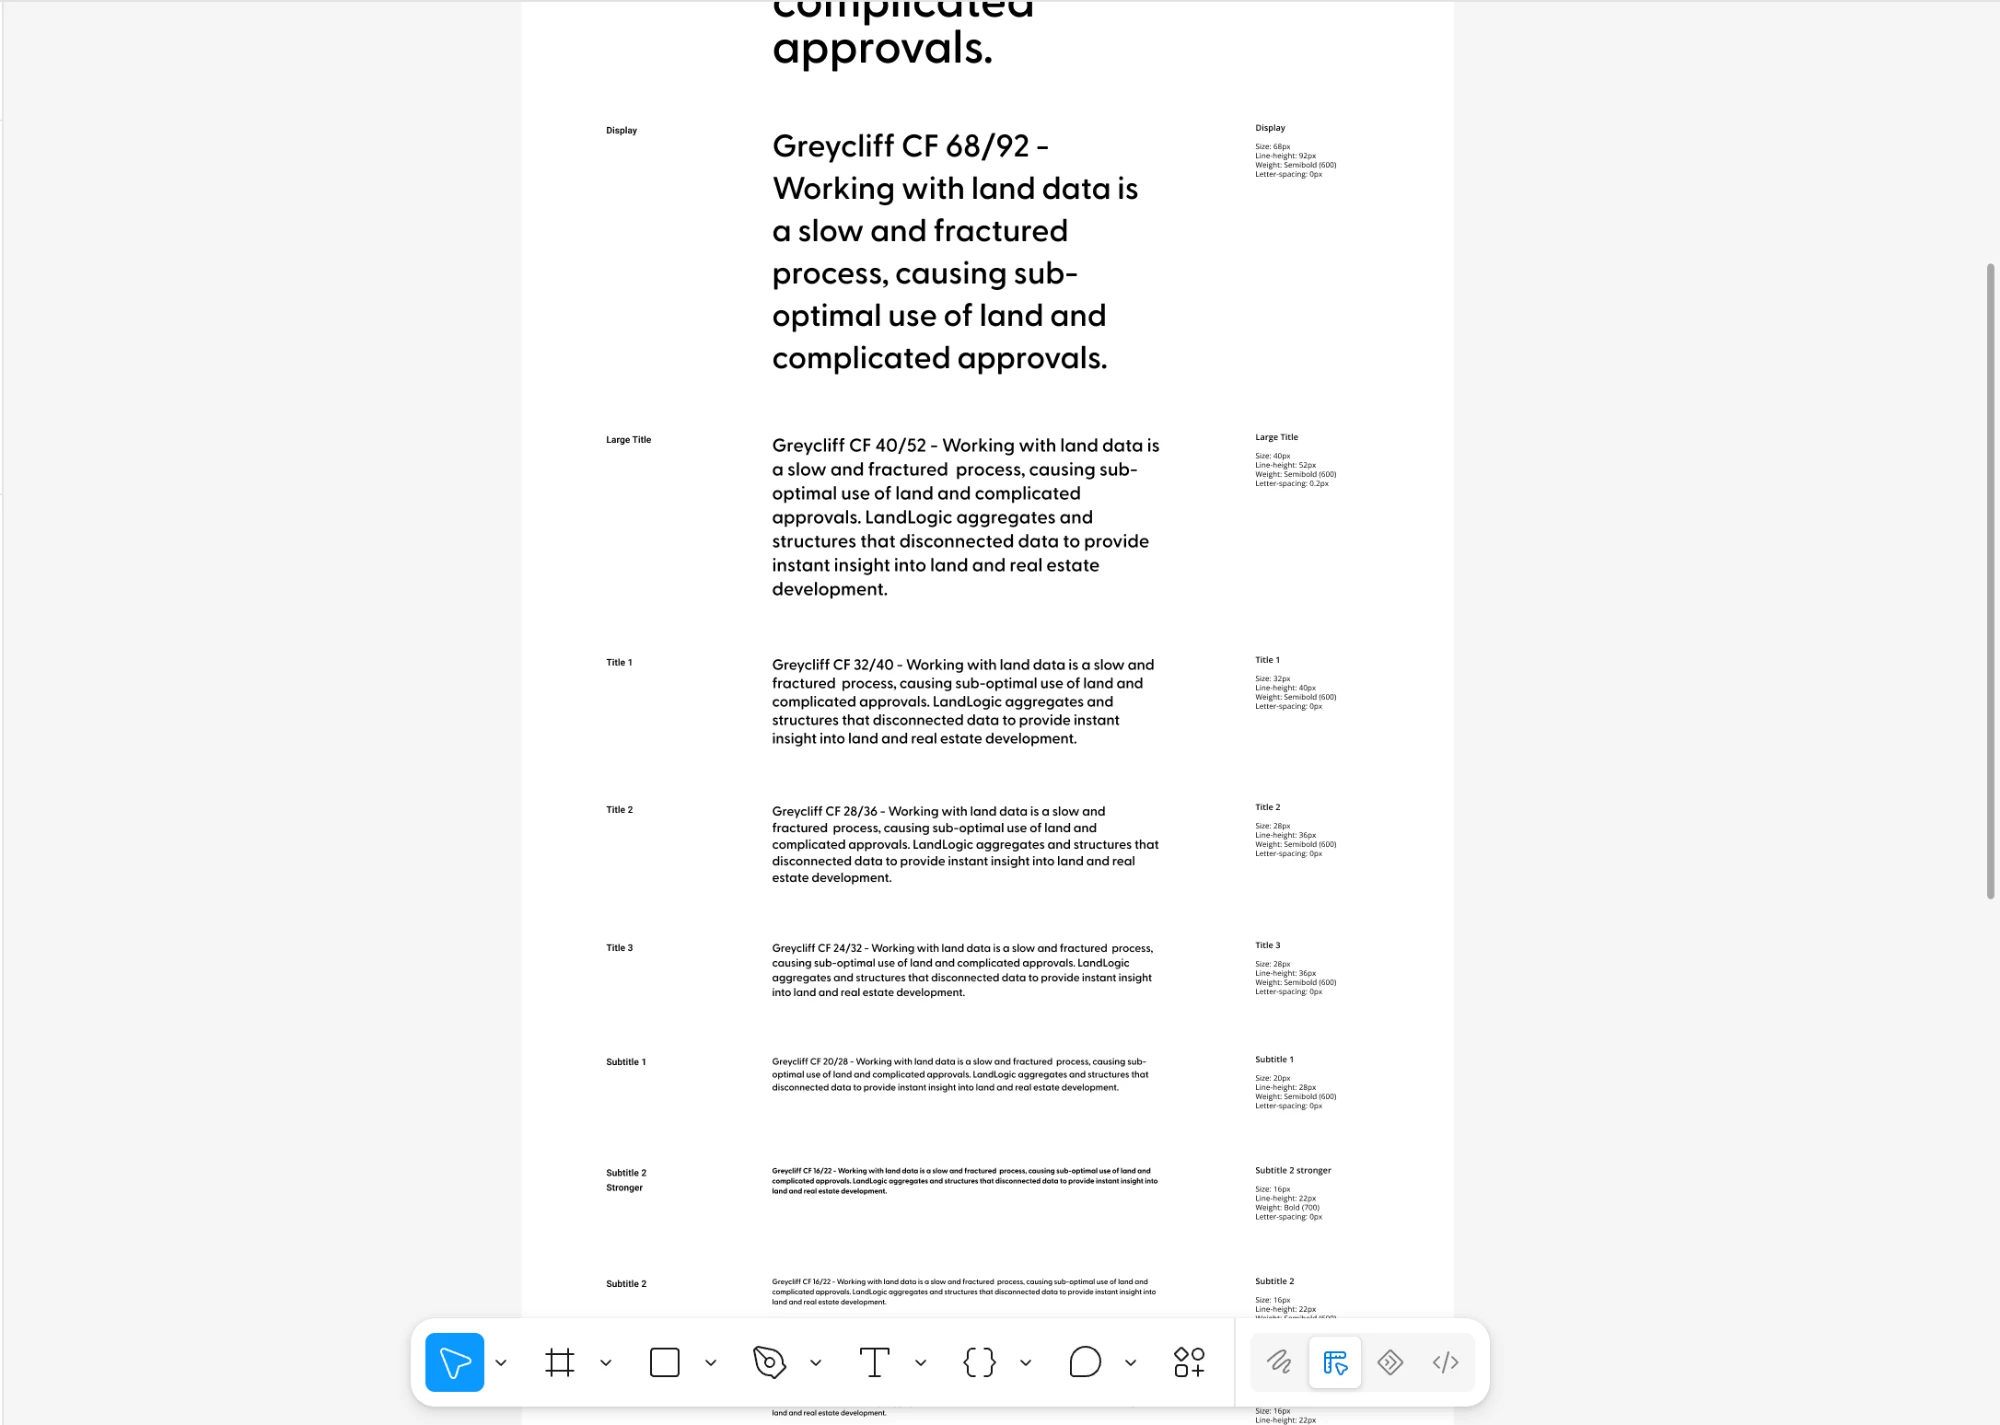 complicated
approvals.
Display
Greycliff CF 68/92 -
Working with land data is
a slow and fractured
process, causing sub-
optimal use of land and
complicated approvals.
Display
Size: 68px
Line-height: 92px
Weight: Semibold (600)
Letter-spacing: 0px
Large Title
Greycliff CF 40/52 - Working with land data is
a slow and fractured  process, causing sub-
optimal use of land and complicated
approvals. LandLogic aggregates and
structures that disconnected data to provide
instant insight into land and real estate
development.
Large Title
Size: 40px
Line-height: 52px
Weight: Semibold (600)
Letter-spacing: 0.2px
Title 1
Greycliff CF 32/40 - Working with land data is a slow and
fractured  process, causing sub-optimal use of land and
complicated approvals. LandLogic aggregates and
structures that disconnected data to provide instant
insight into land and real estate development.
Title 1
Size: 32px
Line-height: 40px
Weight: Semibold (600)
Letter-spacing: 0px
Title 2
Greycliff CF 28/36 - Working with land data is a slow and
fractured  process, causing sub-optimal use of land and
complicated approvals. LandLogic aggregates and structures that
disconnected data to provide instant insight into land and real
estate development.
Title 2
Size: 28px
Line-height: 36px
Weight: Semibold (600)
Letter-spacing: 0px
Title 3
Greycliff CF 24/32 - Working with land data is a slow and fractured  process,
causing sub-optimal use of land and complicated approvals. LandLogic
aggregates and structures that disconnected data to provide instant insight
into land and real estate development.
Title 3
Size: 28px
Line-height: 36px
Weight: Semibold (600)
Letter-spacing: 0px
Subtitle 1
Greycliff CF 20/28 - Working with land data is a slow and fractured  process, causing sub-
optimal use of land and complicated approvals. LandLogic aggregates and structures that
disconnected data to provide instant insight into land and real estate development.
Subtitle 1
Size: 20px
Line-height: 28px
Weight: Semibold (600)
Letter-spacing: 0px
Subtitle 2
Stronger
Greycliff CF 16/22 - Working with land data is a slow and fractured  process, causing sub-optimal use of land and
complicated approvals. LandLogic aggregates and structures that disconnected data to provide instant insight into
land and real estate development.
Subtitle 2 stronger
Size: 16px
Line-height: 22px
Weight: Bold (700)
Letter-spacing: 0px
Subtitle 2
Greycliff CF 16/22 - Working with land data is a slow and fractured  process, causing sub-optimal use of land and
complicated approvals. LandLogic aggregates and structures that disconnected data to provide instant insight into
land and real estate development.
Subtitle 2
Size: 16px
Line-height: 22px
land and real estate development.
Size: 16px
Line-height: 22px